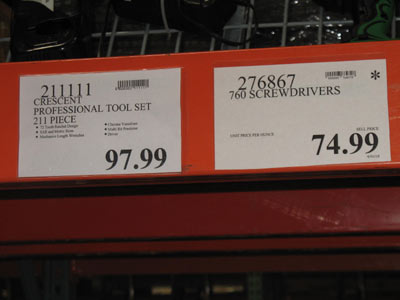 211111
CRESCENT
PROFESSIONAL TOOL SET
211 PIECE
97.99
276867 *
760 SCREWDRIVERS
UNIT PRICE PER OUNCE
SELL PRICE
74.99